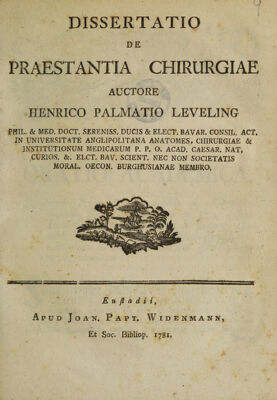 DISSERTATIO
DE
PRAESTANTIA CHIRURGIAE
AUCTORE
HENRICO PALMATIO LEVELING
PHIL. & MED. DOCT. SERENISS. DUCIS & ELECT. BAVAR. CONSIL. ACT.
IN UNIVERSITATE ANGLIPOLITANA ANATOMES, CHIRURGIAE &
INSTITUTIONUM MEDICARUM P. P. O. ACAD. CAESAR. NAT,
CURIOS. &. ELCT. BAV. SCIENT. NEC NON SOCIETATIS
MORAL. OECON. BURGHUSIANAE MEMBRO.
Euſtadii,
APUD JOAN. PAPT. WIDENMANN,
Et Soc. Bibliop. 1781.